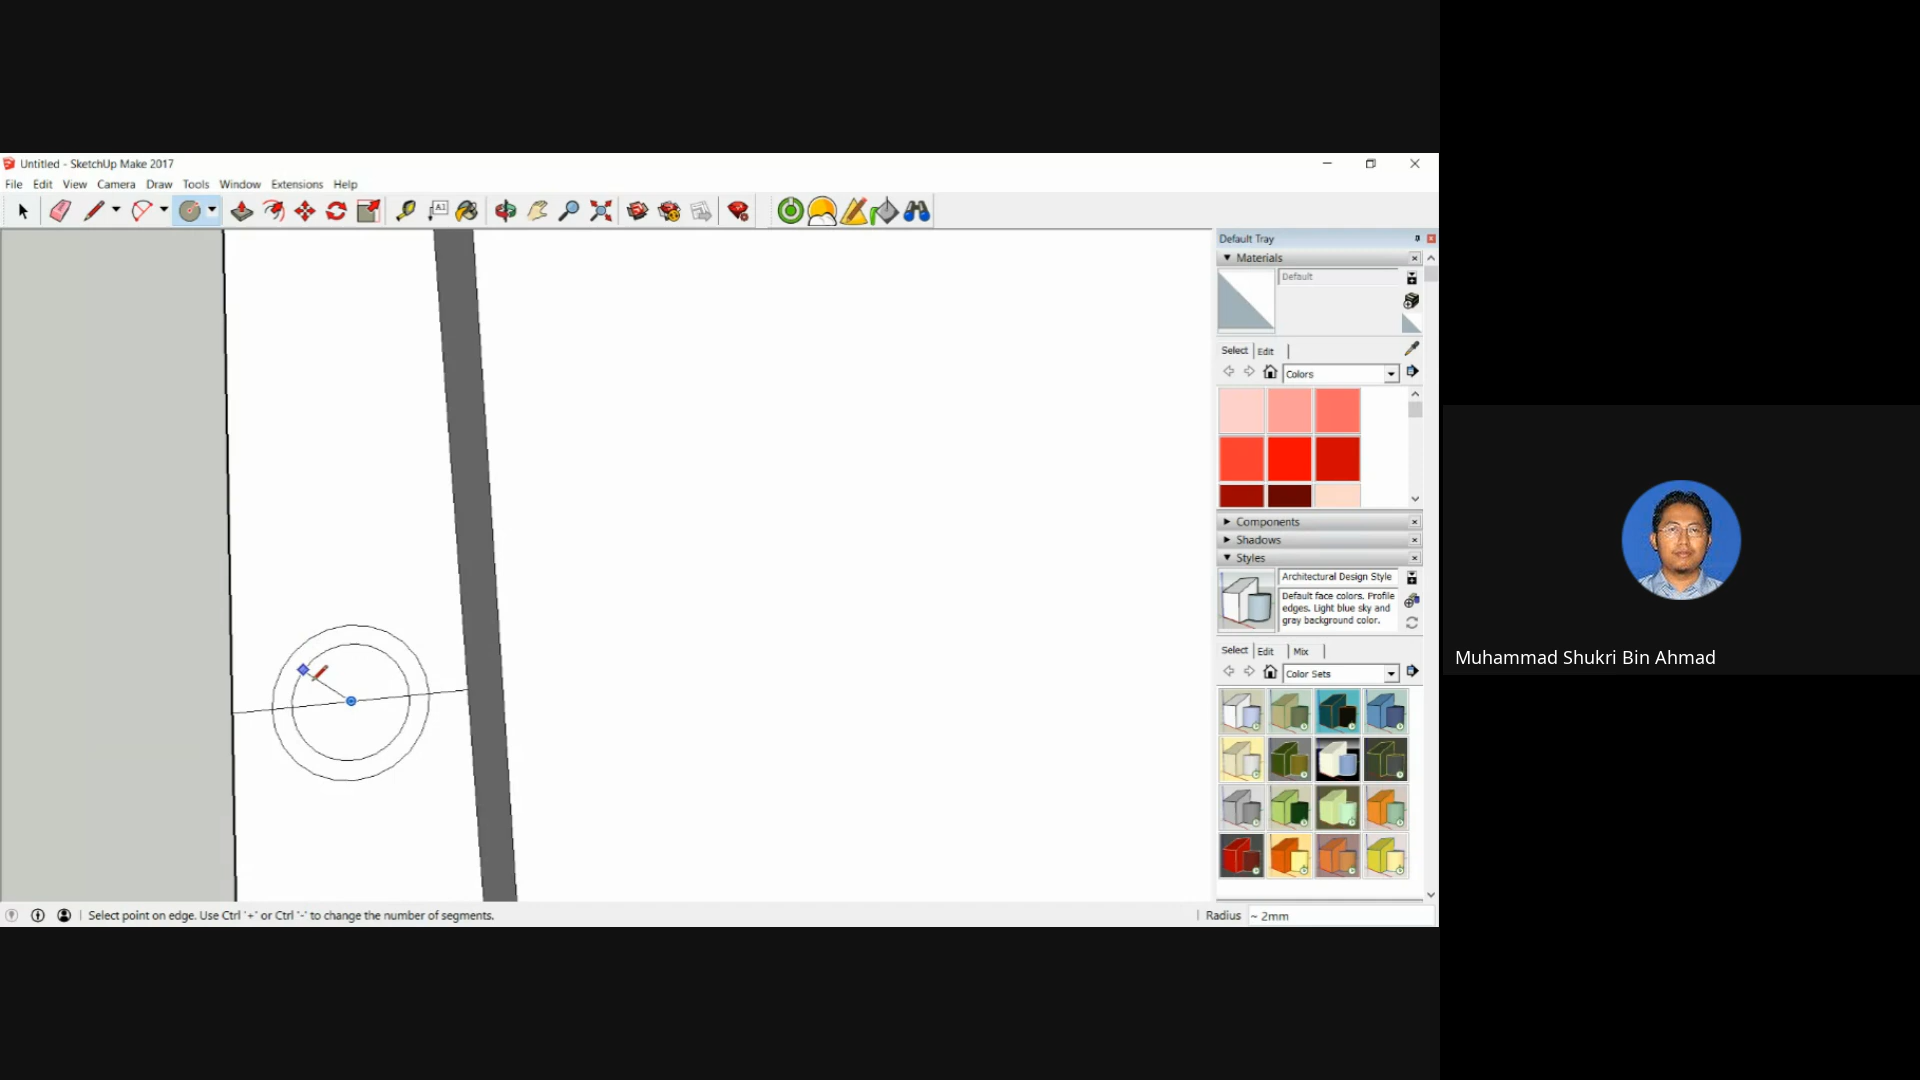 Untitled - SketchUp Make 2017
File Edit View Camera Draw Tools Window Extensions Help
A1
Default Tray
Materials
Default
Select Edit
Colors
Components
Shadows
Styles
Architectural Design Style
Default face colors. Profile
edges. Light blue sky and
gray background color.
Select Edit Mix
Color Sets
Select point on edge. Use Ctrl '+' or Ctrl '-' to change the number of segments.
Radius ~ 2mm
Muhammad Shukri Bin Ahmad